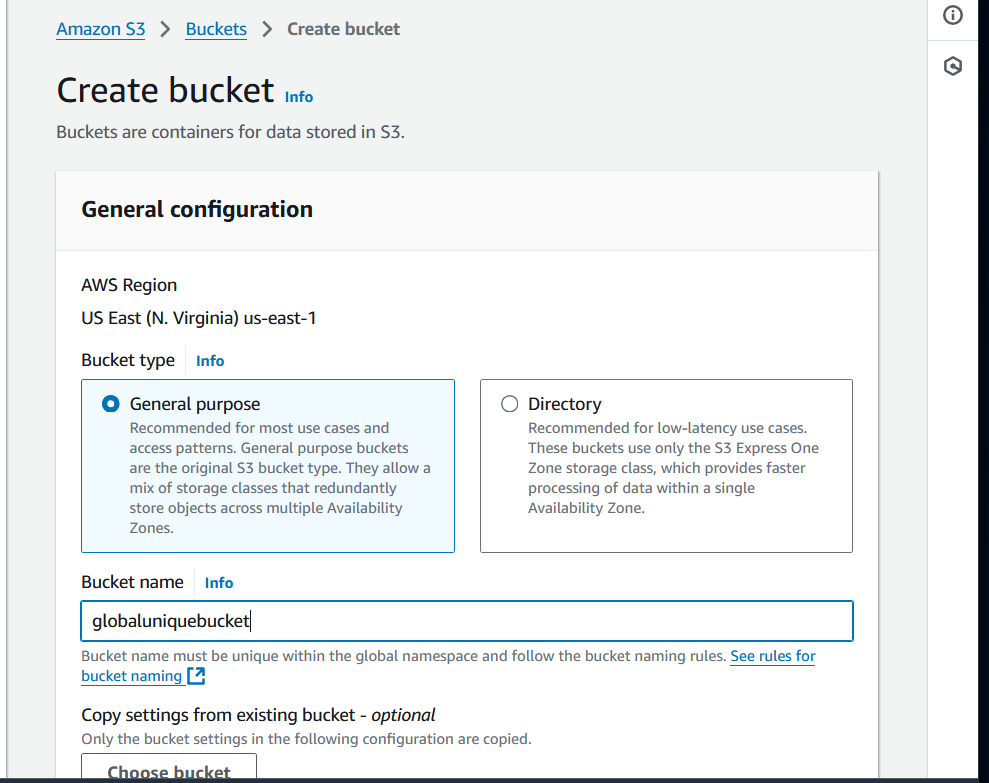 Amazon S3 > Buckets > Create bucket
Create bucket Info
Buckets are containers for data stored in S3.
General configuration
AWS Region
US East (N. Virginia) us-east-1
Bucket type Info
General purpose
Recommended for most use cases and
access patterns. General purpose buckets
are the original S3 bucket type. They allow a
mix of storage classes that redundantly
store objects across multiple Availability
Zones.
Directory
Recommended for low-latency use cases.
These buckets use only the S3 Express One
Zone storage class, which provides faster
processing of data within a single
Availability Zone.
Bucket name Info
globaluniquebucket
Bucket name must be unique within the global namespace and follow the bucket naming rules. See rules for
bucket naming
Copy settings from existing bucket - optional
Only the bucket settings in the following configuration are copied.
Choose bucket